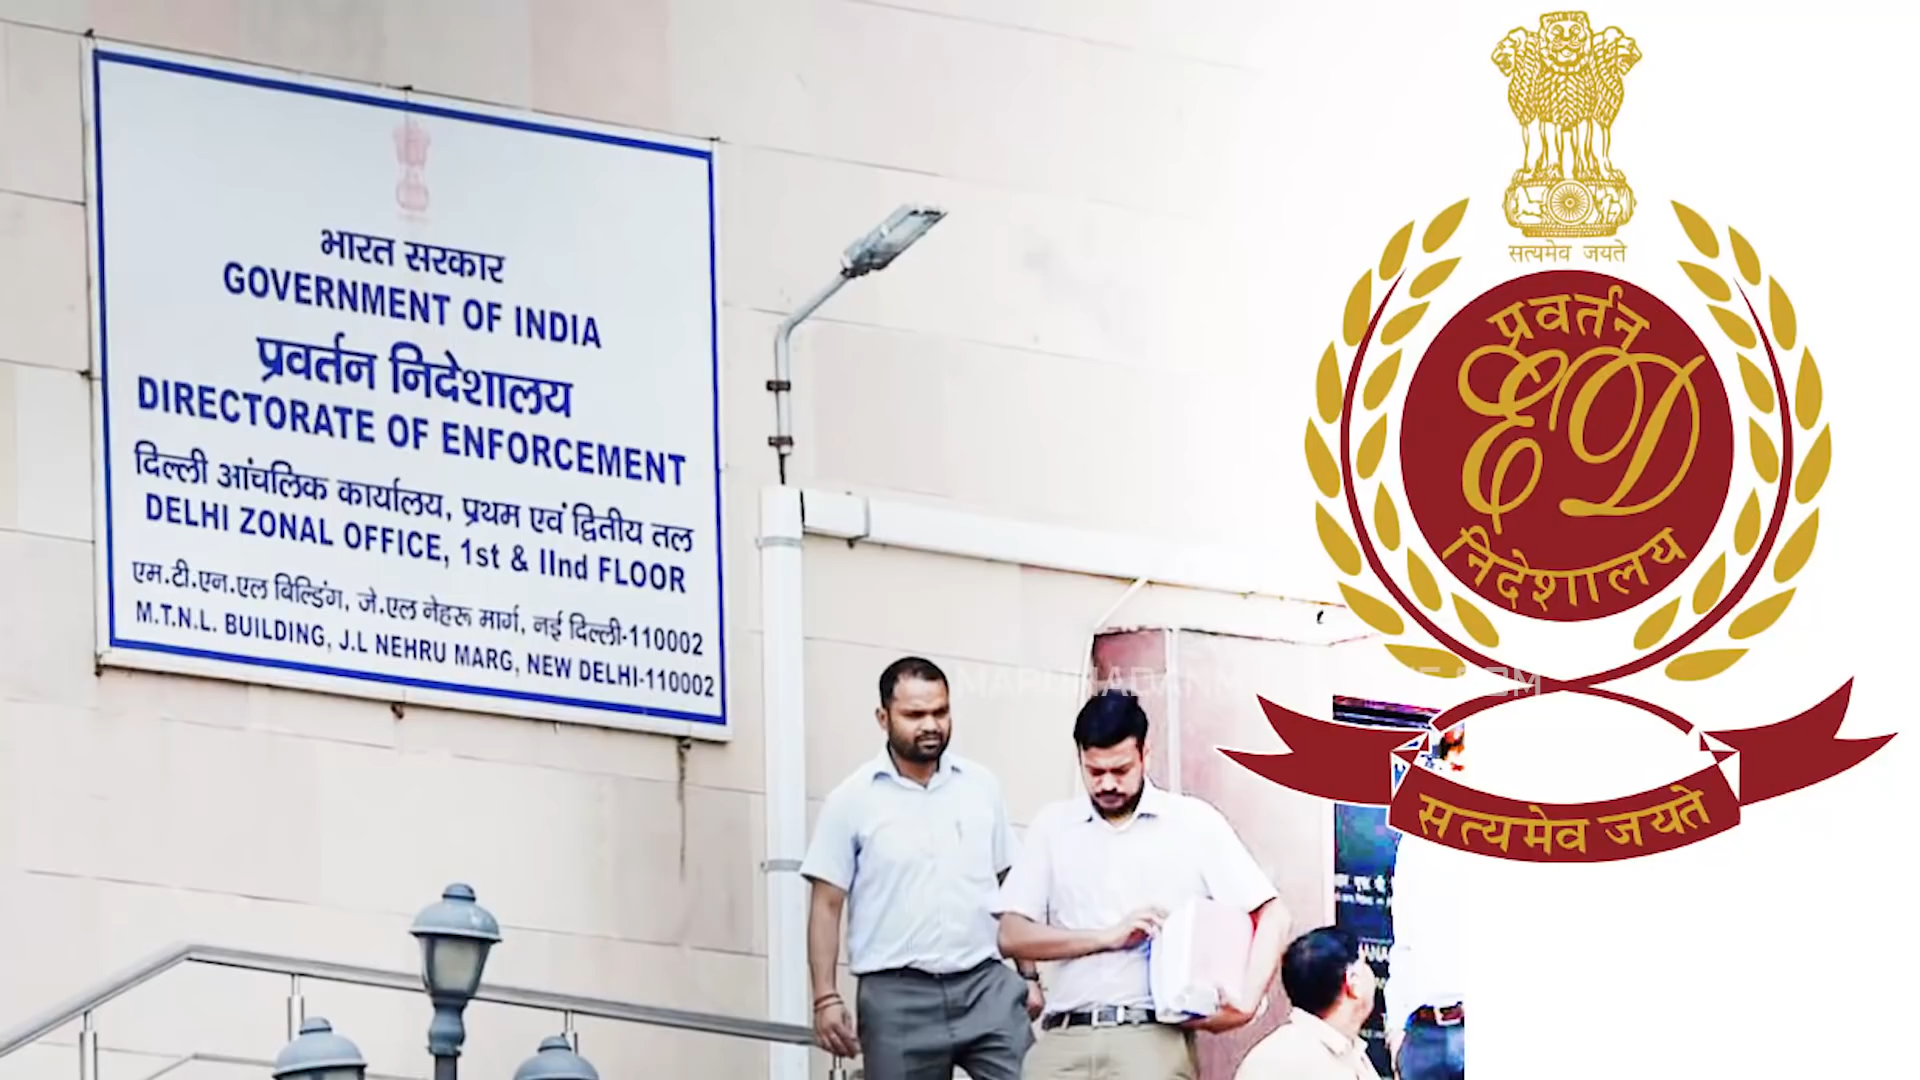 भारत सरकार
GOVERNMENT OF INDIA
प्रवर्तन निदेशालय
DIRECTORATE OF ENFORCEMENT
दिल्ली आंचलिक कार्यालय, प्रथम एवं द्वितीय तल
DELHI ZONAL OFFICE, 1st & IInd FLOOR
एम.टी.एन.एल बिल्डिंग, जे.एल नेहरू मार्ग, नई दिल्ली-110002
M.T.N.L. BUILDING, J.L NEHRU MARG, NEW DELHI-110002
सत्यमेव जयते
प्रवर्तन
ED
निदेशालय
सत्यमेव जयते